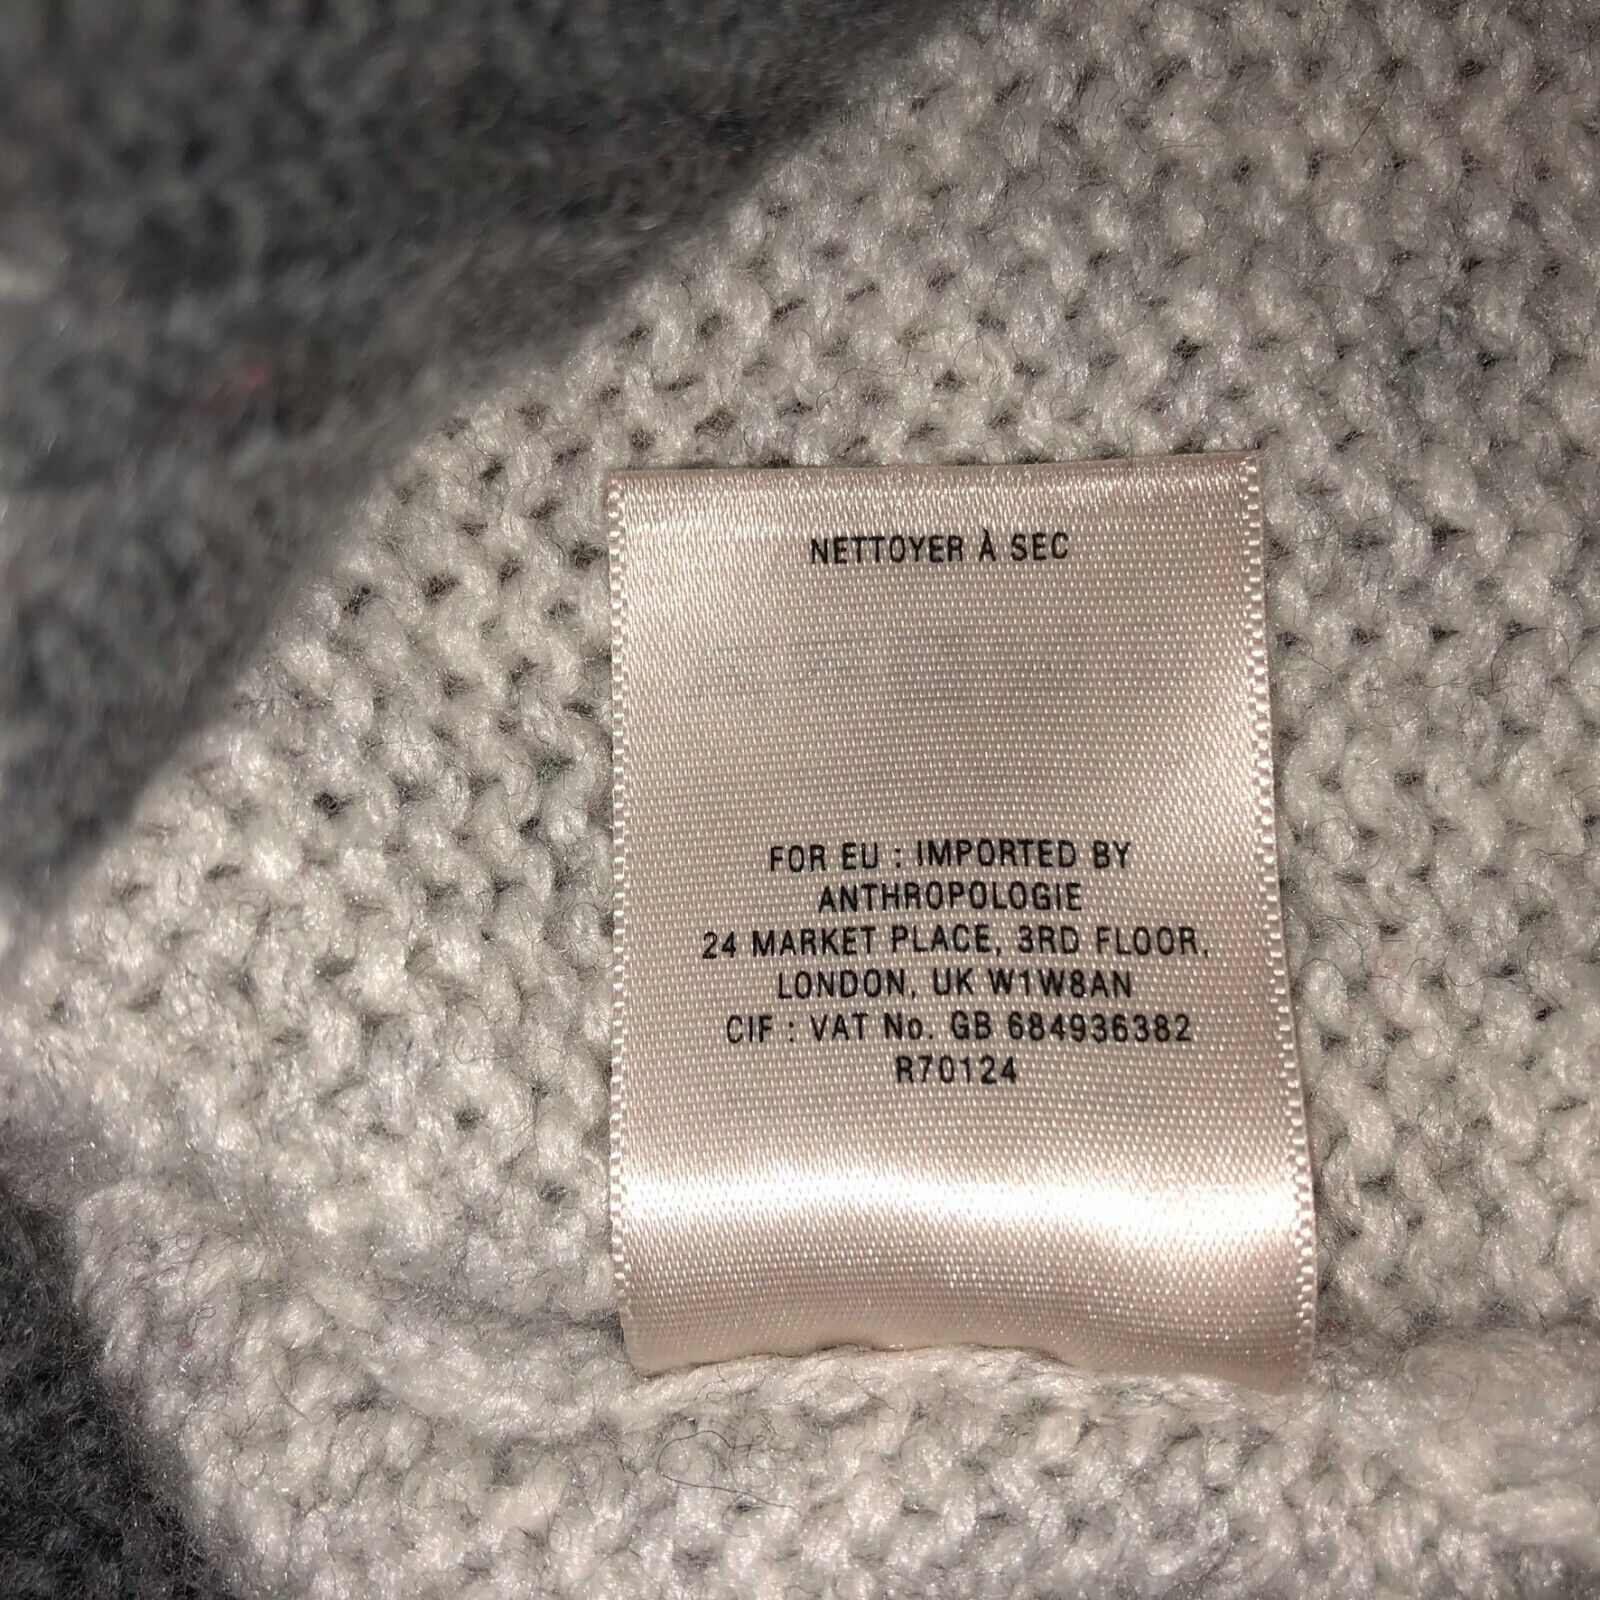 NETTOYER À SEC
FOR EU : IMPORTED BY
ANTHROPOLOGIE
24 MARKET PLACE, 3RD FLOOR,
LONDON, UK W1W8AN
CIF : VAT No. GB 684936382
R70124